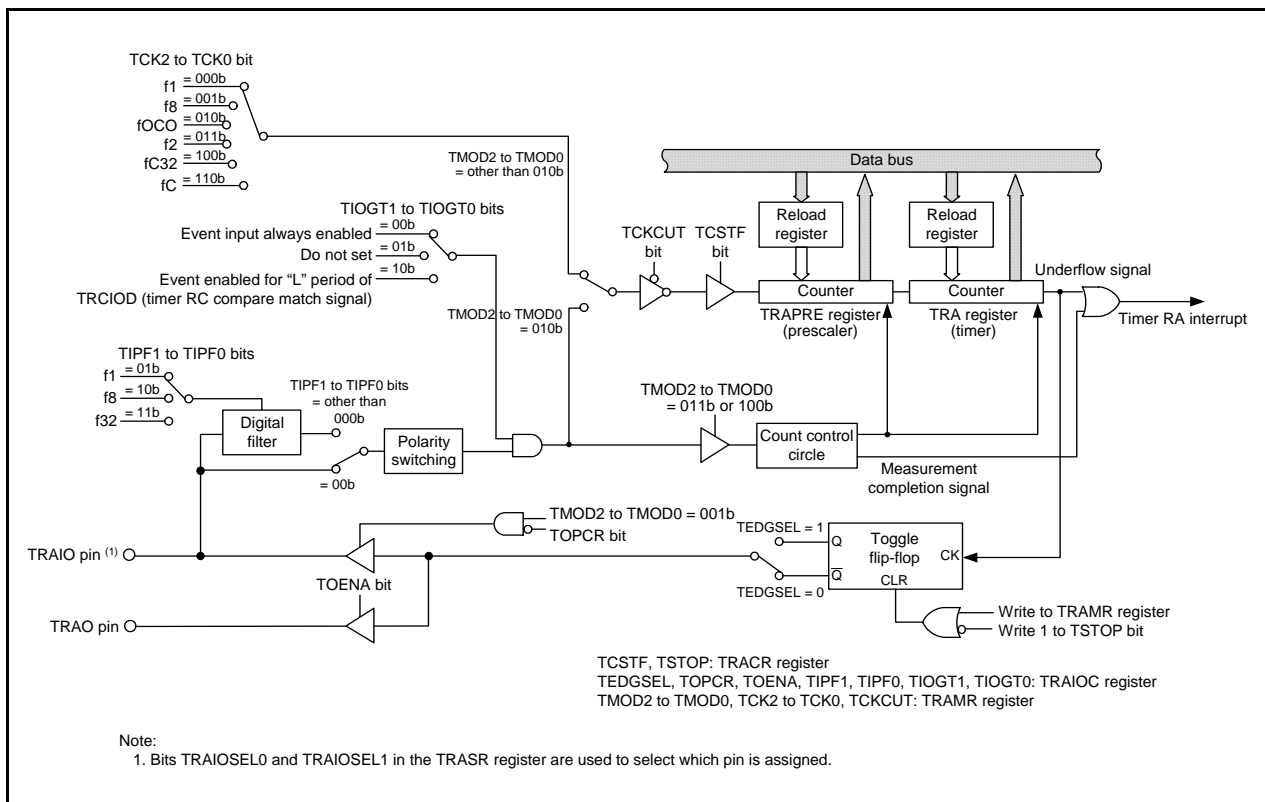 TCK2 to TCK0 bit
f1 = 000b
f8 = 001b
fOCO = 010b
f2 = 011b
fC32 = 100b
fC = 110b
TMOD2 to TMOD0
= other than 010b
Data bus
TIOGT1 to TIOGT0 bits
Event input always enabled = 00b
Do not set = 01b
Event enabled for "L" period of = 10b
TRCIOD (timer RC compare match signal)
TMOD2 to TMOD0
= 010b
TCKCUT
bit
TCSTF
bit
Reload
register
Reload
register
Counter
TRAPRE register
(prescaler)
Counter
TRA register
(timer)
Underflow signal
Timer RA interrupt
TIPF1 to TIPF0 bits
f1 = 01b
f8 = 10b
f32 = 11b
Digital
filter
TIPF1 to TIPF0 bits
= other than
000b
= 00b
Polarity
switching
TMOD2 to TMOD0
= 011b or 100b
Count control
circle
Measurement
completion signal
TMOD2 to TMOD0 = 001b
TOPCR bit
TRAIO pin (1)
TOENA bit
TRAO pin
TEDGSEL = 1
TEDGSEL = 0
Q
Toggle
flip-flop
CK
Q
CLR
Write to TRAMR register
Write 1 to TSTOP bit
TCSTF, TSTOP: TRACR register
TEDGSEL, TOPCR, TOENA, TIPF1, TIPF0, TIOGT1, TIOGT0: TRAIOC register
TMOD2 to TMOD0, TCK2 to TCK0, TCKCUT: TRAMR register
Note:
1. Bits TRAIOSEL0 and TRAIOSEL1 in the TRASR register are used to select which pin is assigned.